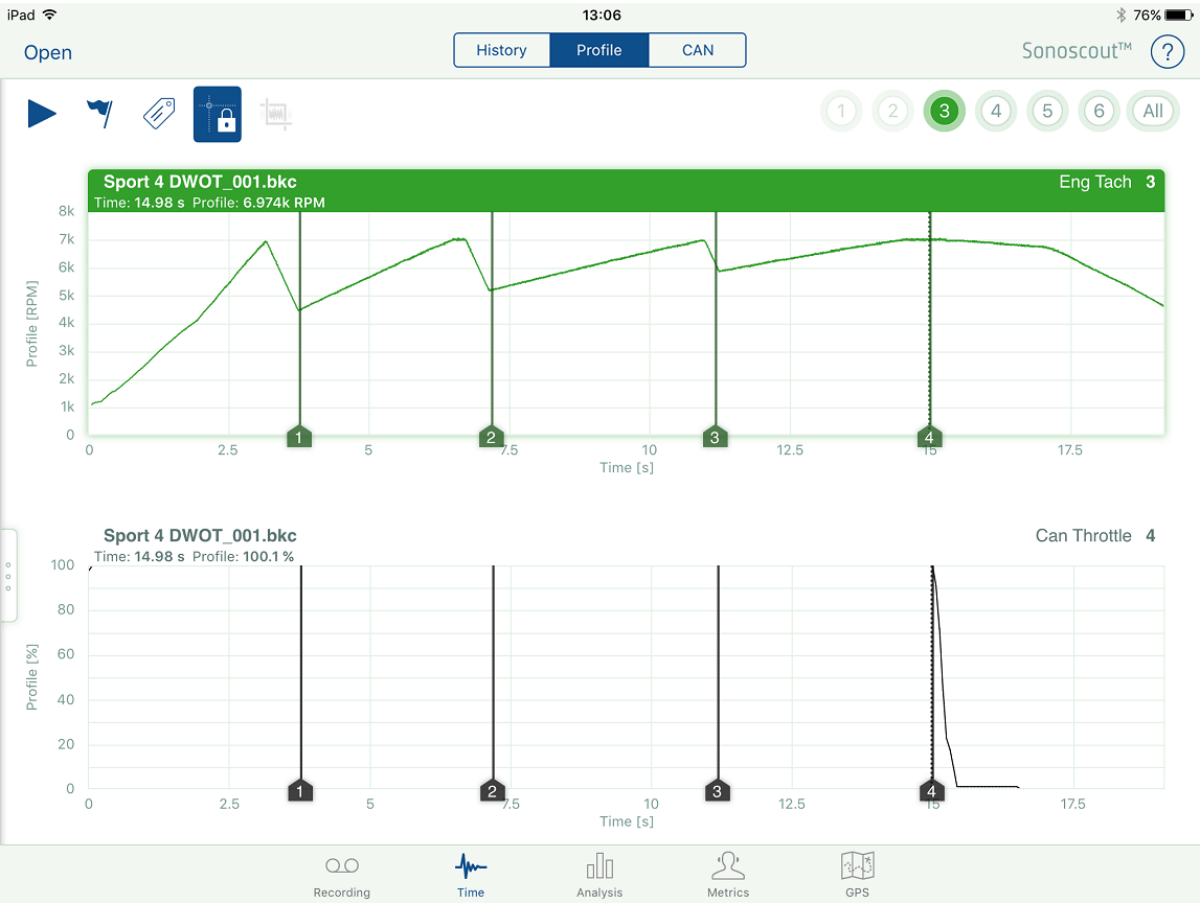 iPad 13:06 76%
Open History Profile CAN Sonoscout™ ?
1 2 3 4 5 6 All
Sport 4 DWOT_001.bkc Eng Tach 3
Time: 14.98 s Profile: 6.974k RPM
8k
7k
6k
5k
4k
3k
2k
1k
0
Profile [RPM]
1 2 3 4
0 2.5 5 7.5 10 12.5 15 17.5
Time [s]
Sport 4 DWOT_001.bkc Can Throttle 4
Time: 14.98 s Profile: 100.1 %
100
80
60
40
20
0
Profile [%]
1 2 3 4
0 2.5 5 7.5 10 12.5 15 17.5
Time [s]
Recording Time Analysis Metrics GPS